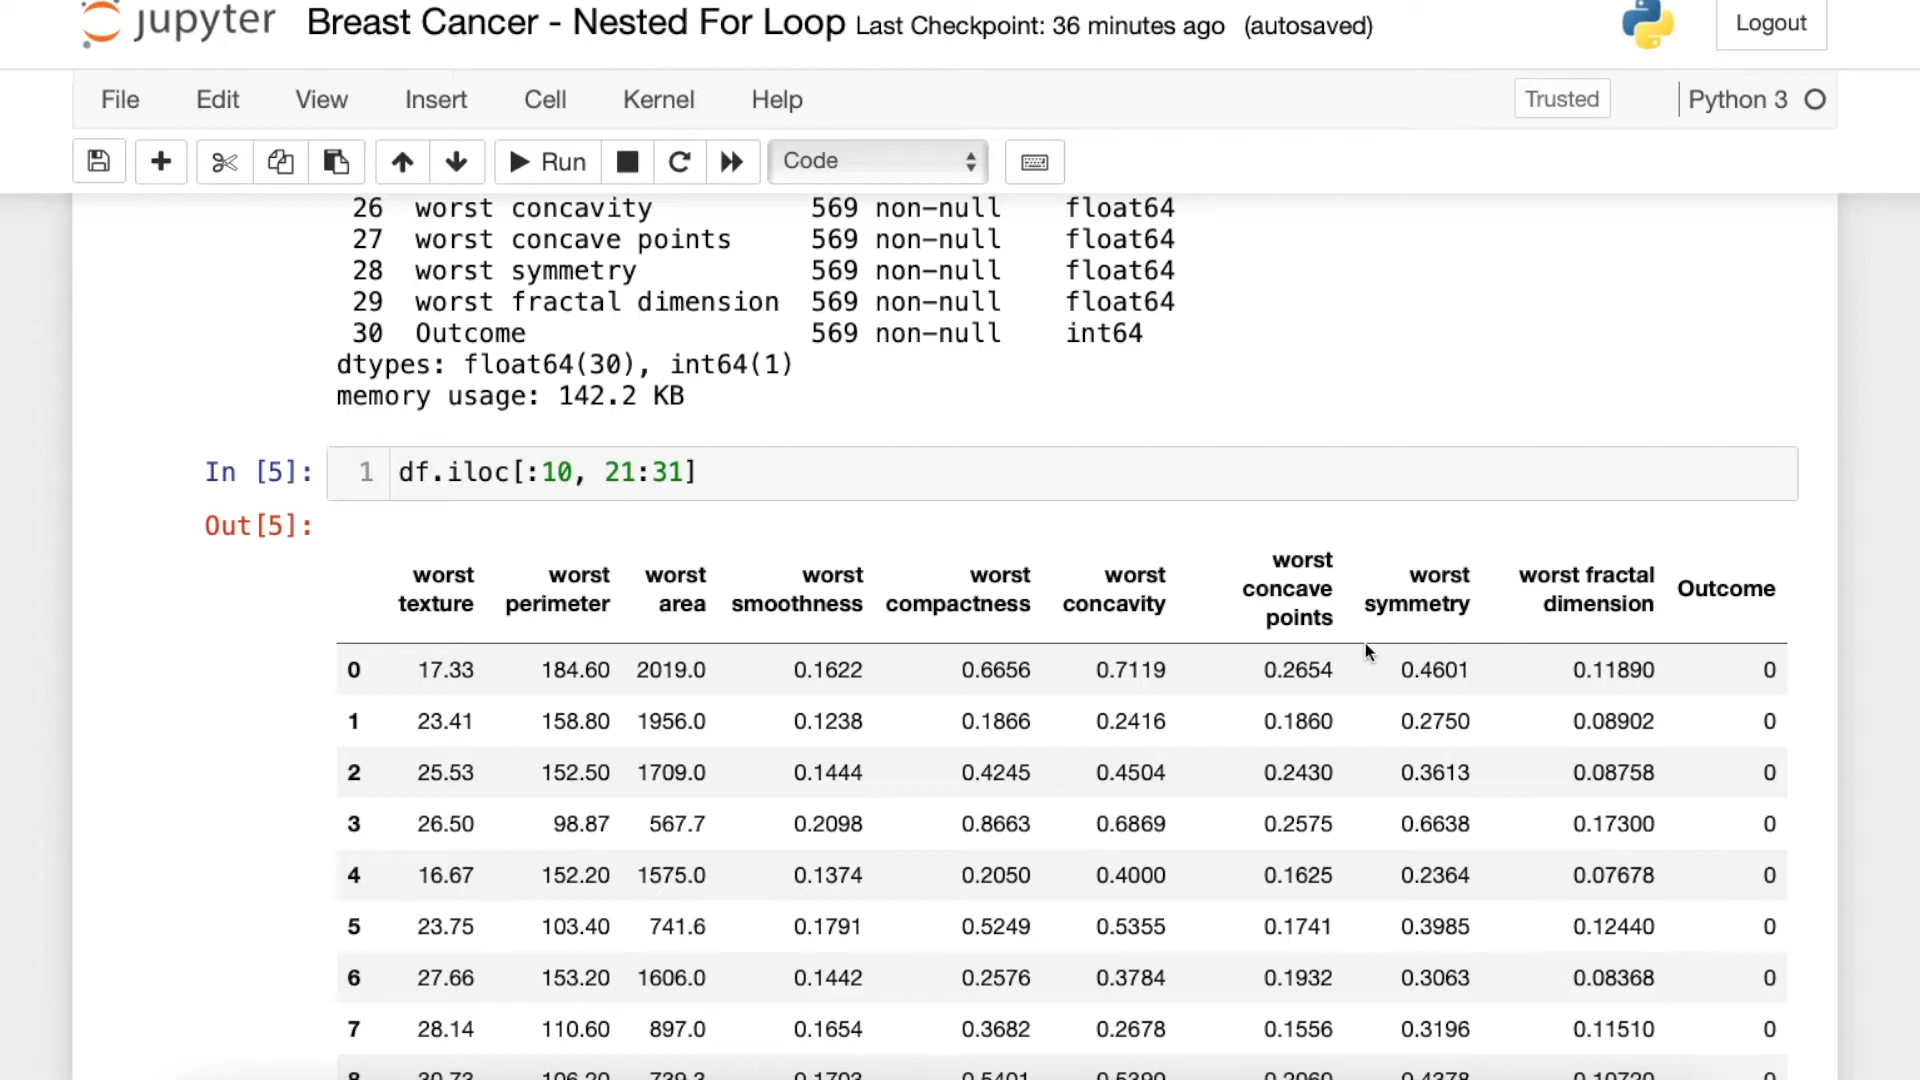 jupyter Breast Cancer - Nested For Loop Last Checkpoint: 36 minutes ago (autosaved) Logout
File Edit View Insert Cell Kernel Help Trusted Python 3
Run Code
26 worst concavity 569 non-null float64
27 worst concave points 569 non-null float64
28 worst symmetry 569 non-null float64
29 worst fractal dimension 569 non-null float64
30 Outcome 569 non-null int64
dtypes: float64(30), int64(1)
memory usage: 142.2 KB
In [5]: 1 df.iloc[:10, 21:31]
Out[5]:
worst texture worst perimeter worst area worst smoothness worst compactness worst concavity worst concave points worst symmetry worst fractal dimension Outcome
0 17.33 184.60 2019.0 0.1622 0.6656 0.7119 0.2654 0.4601 0.11890 0
1 23.41 158.80 1956.0 0.1238 0.1866 0.2416 0.1860 0.2750 0.08902 0
2 25.53 152.50 1709.0 0.1444 0.4245 0.4504 0.2430 0.3613 0.08758 0
3 26.50 98.87 567.7 0.2098 0.8663 0.6869 0.2575 0.6638 0.17300 0
4 16.67 152.20 1575.0 0.1374 0.2050 0.4000 0.1625 0.2364 0.07678 0
5 23.75 103.40 741.6 0.1791 0.5249 0.5355 0.1741 0.3985 0.12440 0
6 27.66 153.20 1606.0 0.1442 0.2576 0.3784 0.1932 0.3063 0.08368 0
7 28.14 110.60 897.0 0.1654 0.3682 0.2678 0.1556 0.3196 0.11510 0